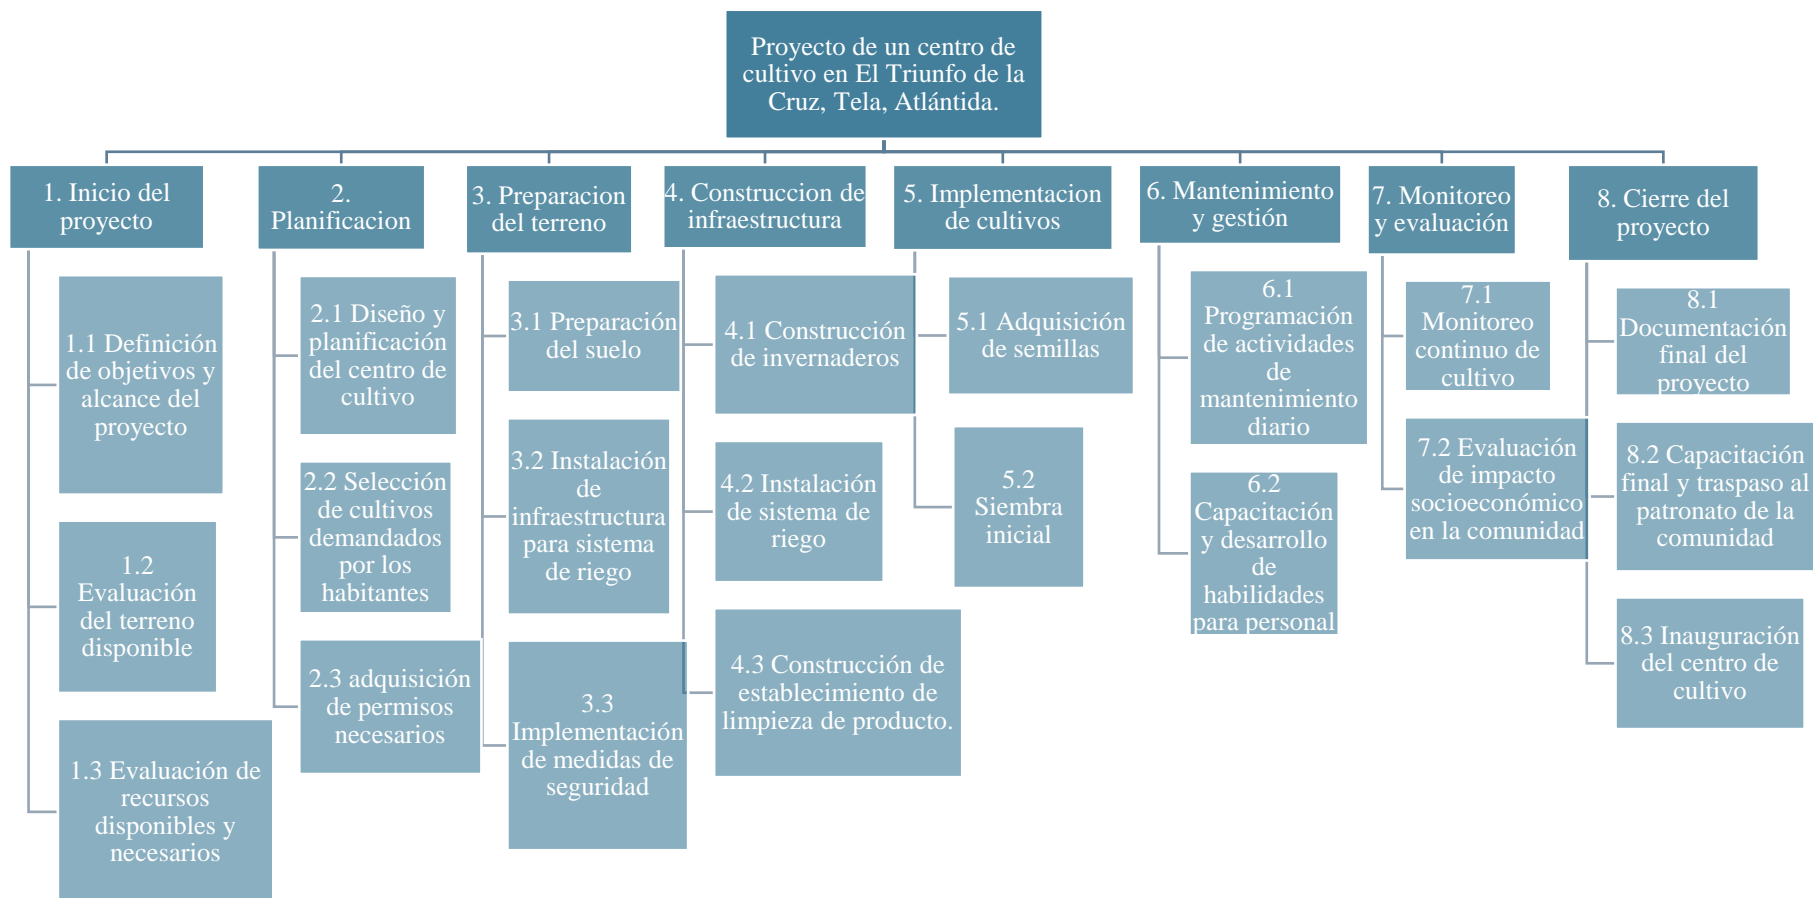 Proyecto de un centro de
cultivo en El Triunfo de la
Cruz, Tela, Atlántida.
1. Inicio del
proyecto
1.1 Definición
de objetivos y
alcance del
proyecto
1.2
Evaluación
del terreno
disponible
1.3 Evaluación de
recursos
disponibles y
necesarios
2.
Planificacion
2.1 Diseño y
planificación
del centro de
cultivo
2.2 Selección
de cultivos
demandados
por los
habitantes
2.3 adquisición
de permisos
necesarios
3. Preparacion
del terreno
3.1 Preparación
del suelo
3.2 Instalación
de
infraestructura
para sistema
de riego
3.3
Implementación
de medidas de
seguridad
4. Construccion de
infraestructura
4.1 Construcción
de invernaderos
4.2 Instalación
de sistema de
riego
4.3 Construcción de
establecimiento de
limpieza de producto.
5. Implementacion
de cultivos
5.1 Adquisición
de semillas
5.2
Siembra
inicial
6. Mantenimiento
y gestión
6.1
Programación
de actividades
de
mantenimiento
diario
6.2
Capacitación
y desarrollo
de
habilidades
para personal
7. Monitoreo
y evaluación
7.1
Monitoreo
continuo de
cultivo
7.2 Evaluación
de impacto
socioeconómico
en la comunidad
8. Cierre del
proyecto
8.1
Documentación
final del
proyecto
8.2 Capacitación
final y traspaso al
patronato de la
comunidad
8.3 Inauguración
del centro de
cultivo